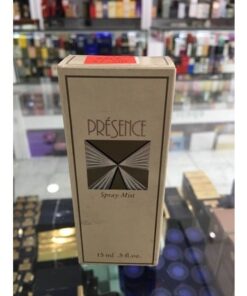 PRÉSENCE
Spray Mist
15 ml .5 fl.oz.